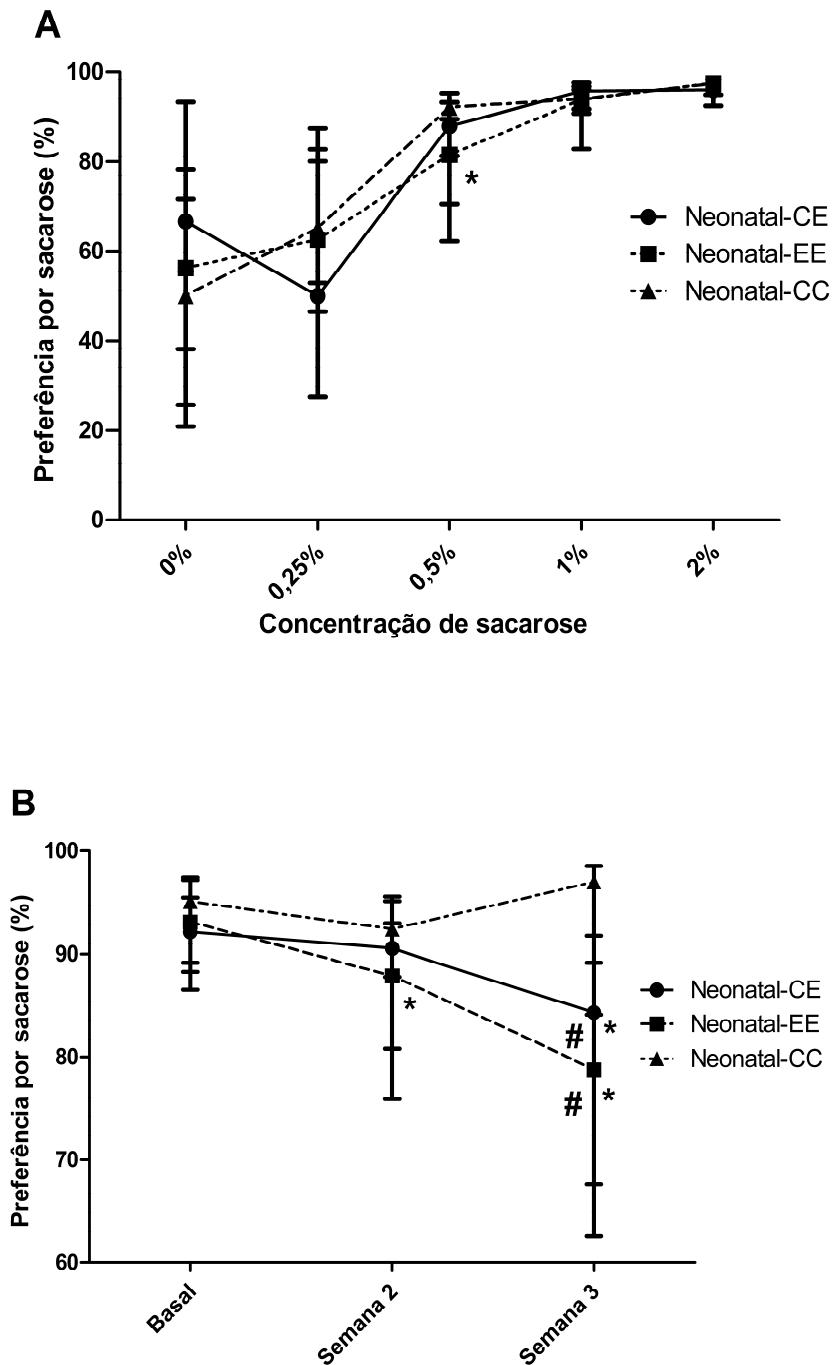 A
Preferência por sacarose (%)
100
80
60
40
20
0
*
Neonatal-CE
Neonatal-EE
Neonatal-CC
0%
0,25%
0,5%
1%
2%
Concentração de sacarose
B
Preferência por sacarose (%)
100
90
80
70
60
*
# *
# *
Neonatal-CE
Neonatal-EE
Neonatal-CC
Basal
Semana 2
Semana 3